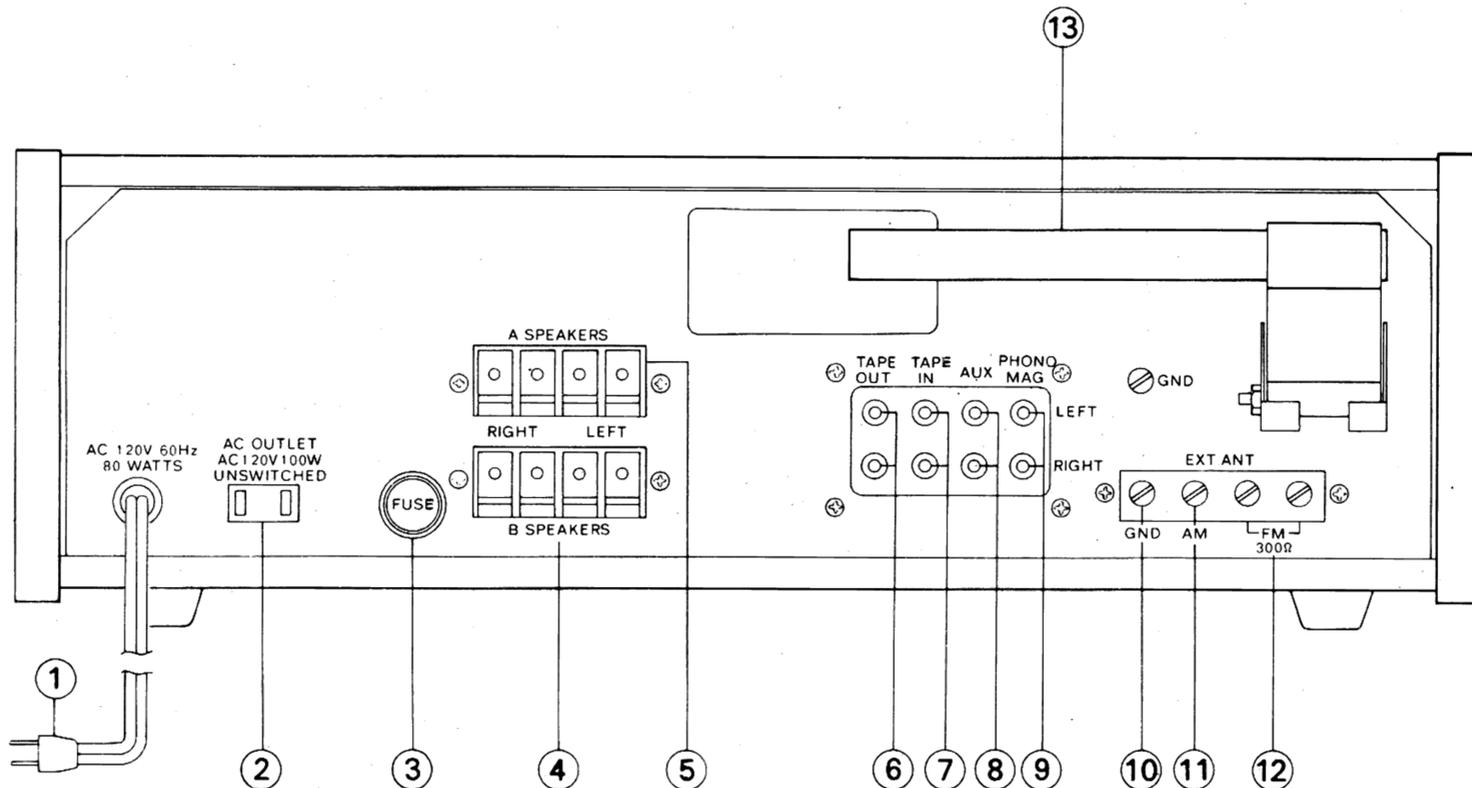 13
A SPEAKERS
TAPE OUT
TAPE IN
AUX
PHONO MAG
GND
LEFT
RIGHT
RIGHT LEFT
AC 120V 60Hz
80 WATTS
AC OUTLET
AC120V100W
UNSWITCHED
FUSE
B SPEAKERS
EXT ANT
GND AM FM
300Ω
1
2 3 4 5 6 7 8 9 10 11 12